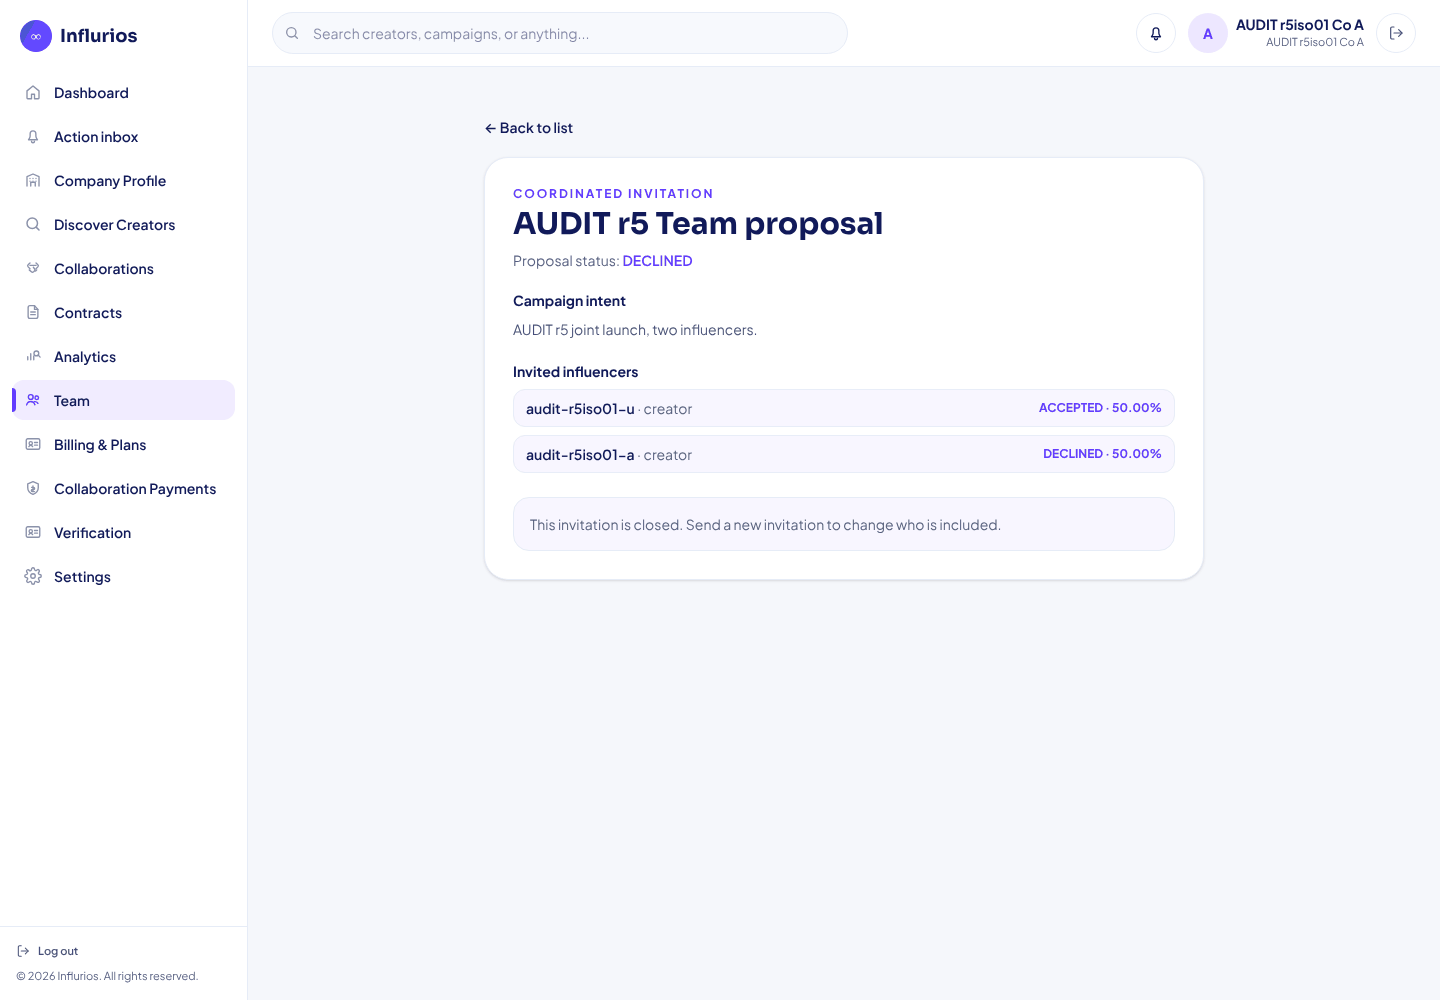 ∞ Influrios
Dashboard
Action inbox
Company Profile
Discover Creators
Collaborations
Contracts
Analytics
Team
Billing & Plans
Collaboration Payments
Verification
Settings
Log out
© 2026 Influrios. All rights reserved.
Search creators, campaigns, or anything...
A
AUDIT r5iso01 Co A
AUDIT r5iso01 Co A
← Back to list
COORDINATED INVITATION
AUDIT r5 Team proposal
Proposal status: DECLINED
Campaign intent
AUDIT r5 joint launch, two influencers.
Invited influencers
audit-r5iso01-u · creator ACCEPTED · 50.00%
audit-r5iso01-a · creator DECLINED · 50.00%
This invitation is closed. Send a new invitation to change who is included.